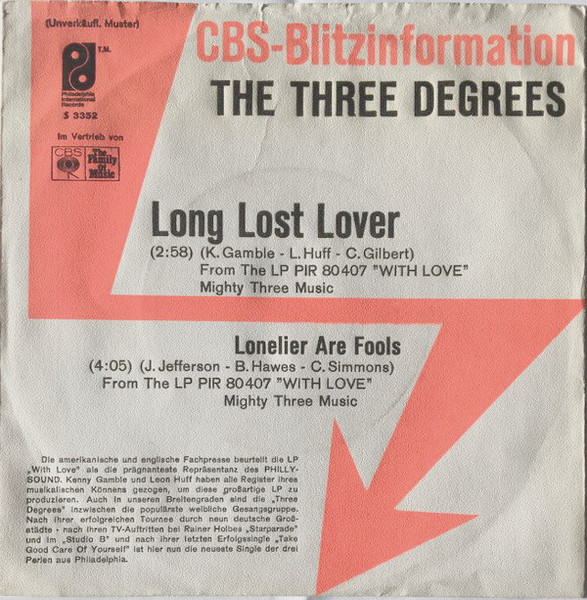 (Unverkäufl. Muster)
CBS-Blitzinformation
T.M.
THE THREE DEGREES
Philadelphia
International
Records
S 3352
Im Vertrieb von
CBS
The
Family
Of
Music
Long Lost Lover
(2:58) (K. Gamble - L. Huff - C. Gilbert)
From The LP PIR 80407 "WITH LOVE"
Mighty Three Music
Lonelier Are Fools
(4:05) (J. Jefferson - B. Hawes - C. Simmons)
From The LP PIR 80407 "WITH LOVE"
Mighty Three Music
Die amerikanische und englische Fachpresse beurteilt die LP
„With Love" als die prägnanteste Repräsentanz des PHILLY-
SOUND. Kenny Gamble und Leon Huff haben alle Register ihres
musikalischen Könnens gezogen, um diese großartige LP zu
produzieren. Auch in unseren Breitengraden sind die „Three
Degrees" inzwischen die populärste weibliche Gesangsgruppe.
Nach ihrer erfolgreichen Tournee durch neun deutsche Groß-
städte - nach ihren TV-Auftritten bei Rainer Holbes „Starparade"
und im „Studio B" und nach ihrer letzten Erfolgssingle „Take
Good Care Of Yourself" ist hier nun die neueste Single der drei
Perlen aus Philadelphia.